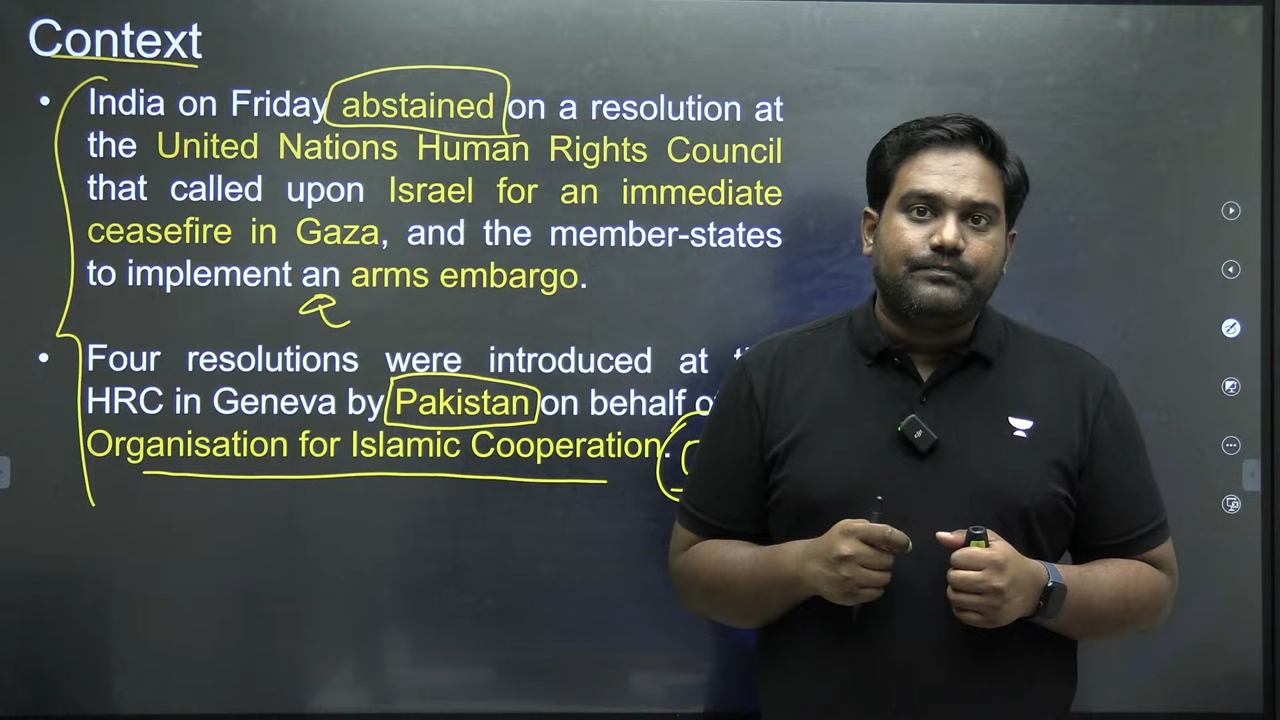 Context
• India on Friday abstained on a resolution at
the United Nations Human Rights Council
that called upon Israel for an immediate
ceasefire in Gaza, and the member-states
to implement an arms embargo.
• Four resolutions were introduced at
HRC in Geneva by Pakistan on behalf
Organisation for Islamic Cooperation.